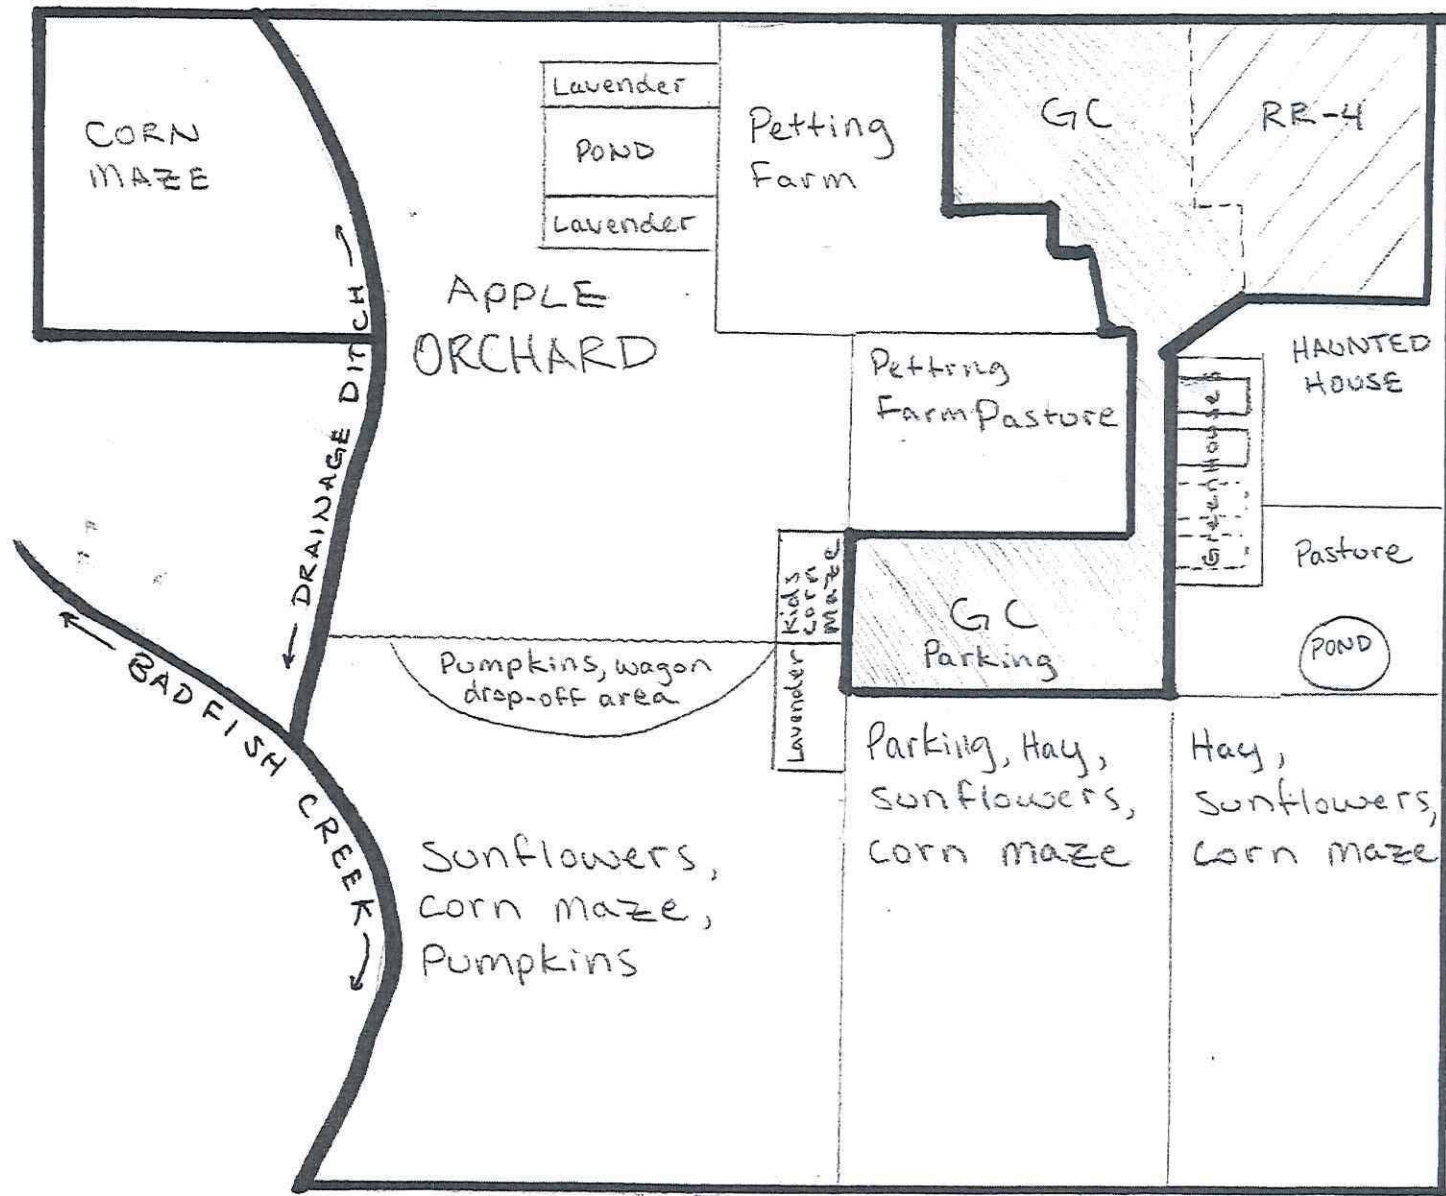 CORN
MAZE
Lavender
POND
Lavender
Petting
Farm
GC
RR-4
APPLE
ORCHARD
← DRAINAGE DITCH →
Petting
Farm Pasture
HAUNTED
HOUSE
GreenHouses
Pasture
POND
Kids
Corn
Maze
GC
Parking
Lavender
Pumpkins, wagon
drop-off area
← BADFISH CREEK →
Parking, Hay,
sunflowers,
corn maze
Hay,
Sunflowers,
corn maze
Sunflowers,
corn maze,
Pumpkins